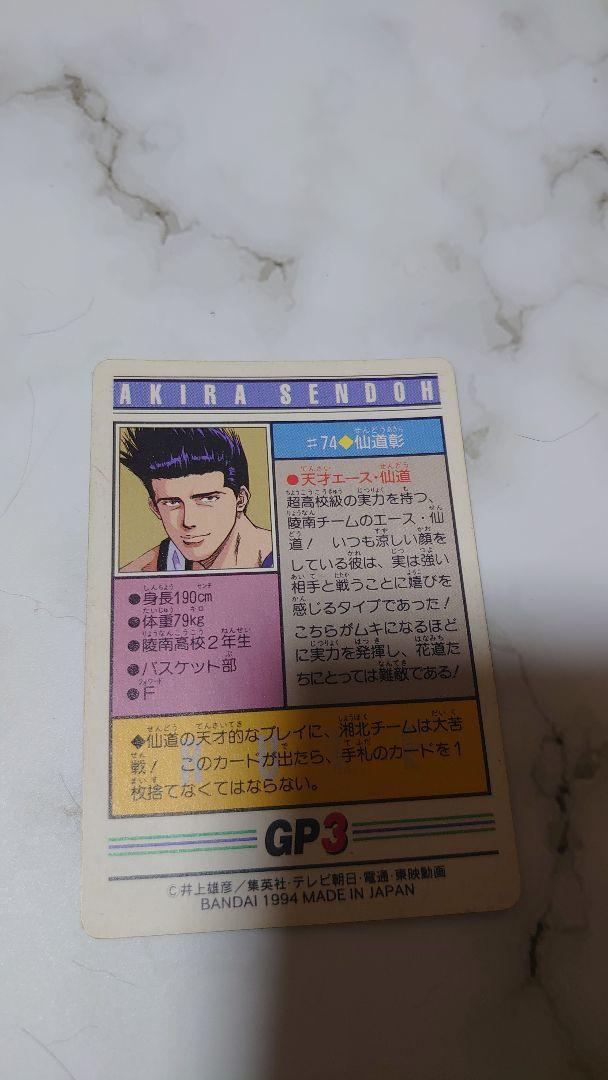 AKIRA SENDOH
#74◆仙道彰
●天才エース・仙道
超高校級の実力を持つ、
陵南チームのエース・仙
道! いつも涼しい顔を
している彼は、実は強い
相手と戦うことに嬉びを
感じるタイプであった!
こちらがムキになるほど
に実力を発揮し、花道た
ちにとっては難敵である!
●身長190cm
●体重79kg
●陵南高校2年生
●バスケット部
●F
◆仙道の天才的なプレイに、湘北チームは大苦
戦! このカードが出たら、手札のカードを1
枚捨てなくてはならない。
GP3
©井上雄彦/集英社・テレビ朝日・電通・東映動画
BANDAI 1994 MADE IN JAPAN